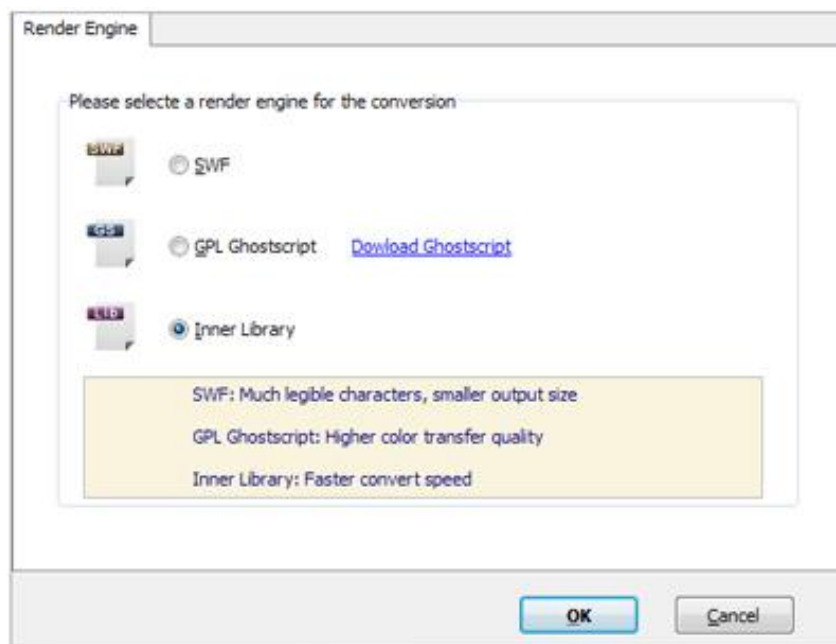 Render Engine
Please selecte a render engine for the conversion
SWF
SWF
GS
GPL Ghostscript Dowload Ghostscript
Lib
Inner Library
SWF: Much legible characters, smaller output size
GPL Ghostscript: Higher color transfer quality
Inner Library: Faster convert speed
OK Cancel